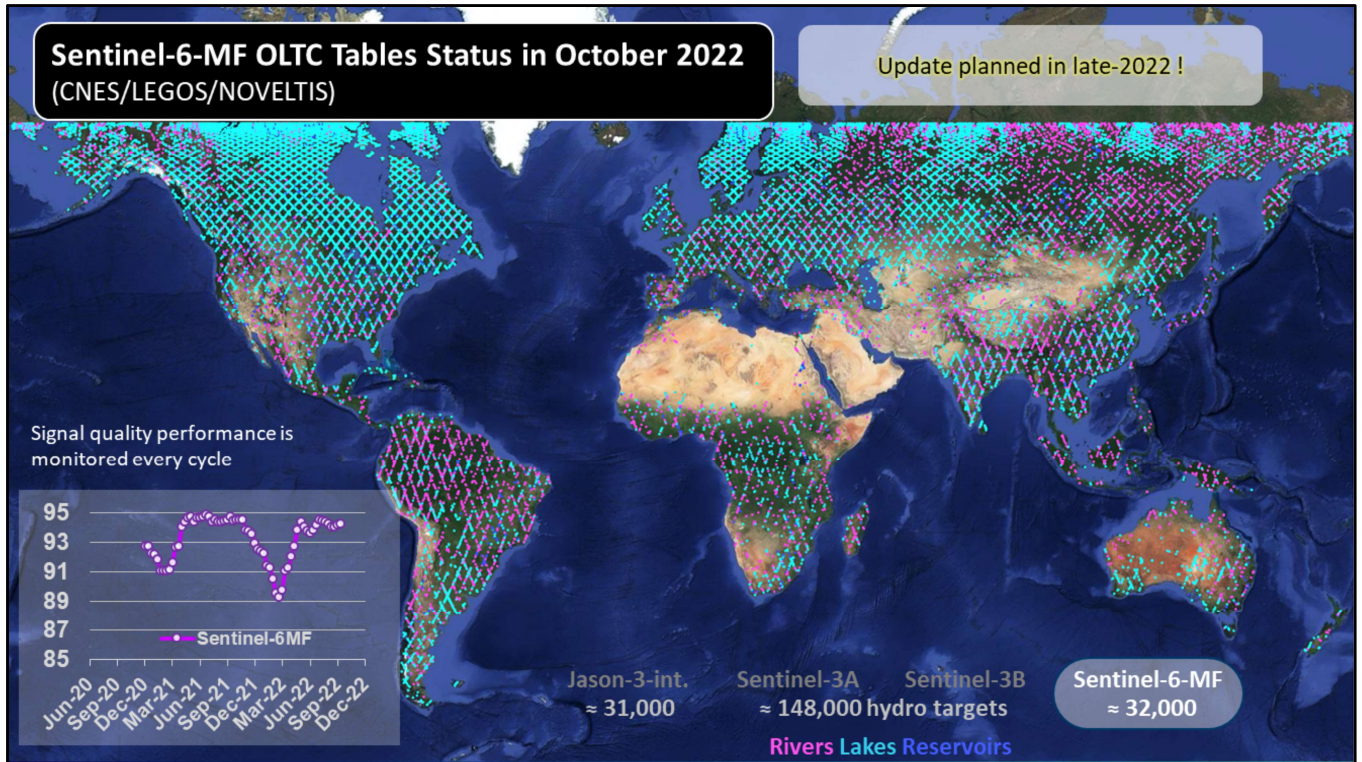 Sentinel-6-MF OLTC Tables Status in October 2022
(CNES/LEGOS/NOVELTIS)
Update planned in late-2022 !
Signal quality performance is
monitored every cycle
95
93
91
89
87
85
Sentinel-6MF
Jun-20
Sep-20
Dec-20
Mar-21
Jun-21
Sep-21
Dec-21
Mar-22
Jun-22
Sep-22
Dec-22
Jason-3-int.
≈ 31,000
Sentinel-3A Sentinel-3B
≈ 148,000 hydro targets
Sentinel-6-MF
≈ 32,000
Rivers Lakes Reservoirs